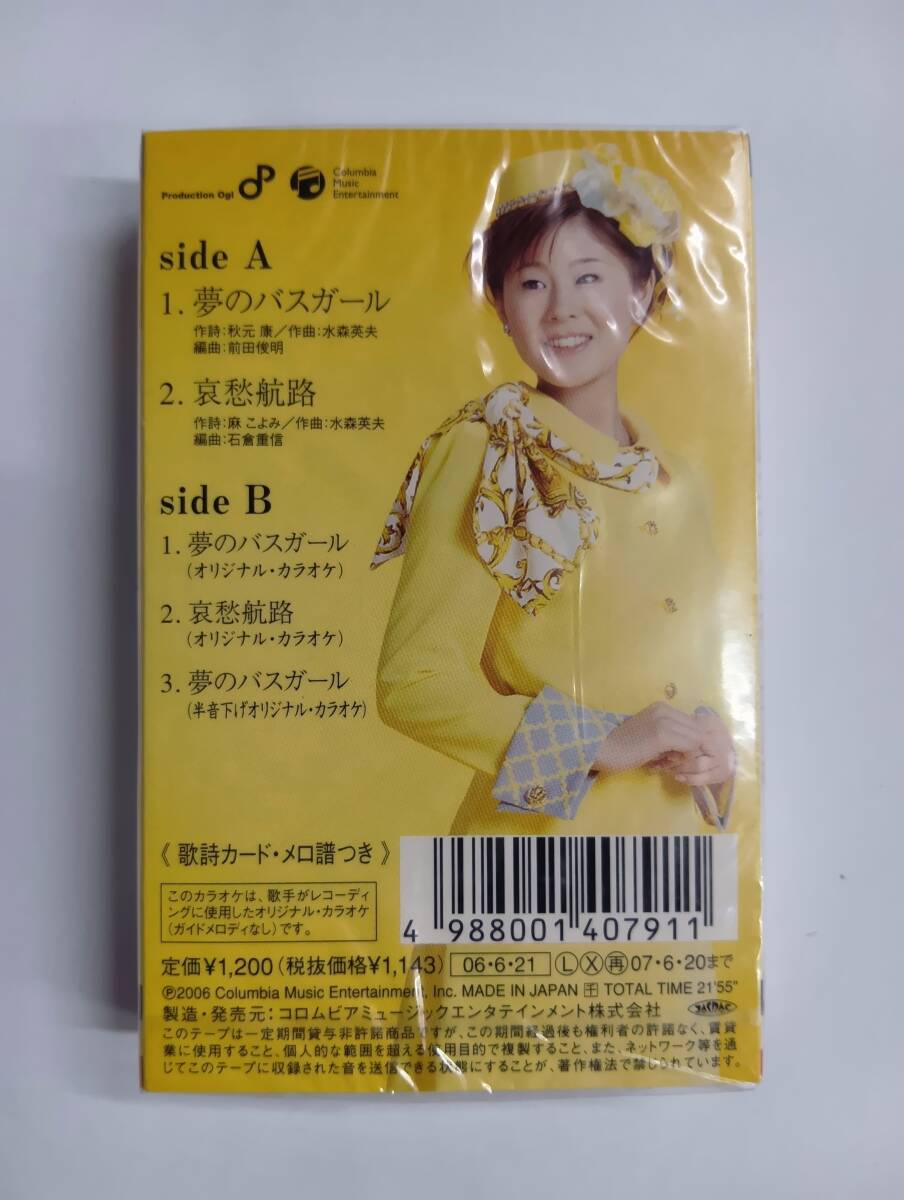 Production Ogi
Columbia
Music
Entertainment
side A
1. 夢のバスガール
作詩：秋元 康／作曲：水森英夫
編曲：前田俊明
2. 哀愁航路
作詩：麻 こよみ／作曲：水森英夫
編曲：石倉重信
side B
1. 夢のバスガール
(オリジナル・カラオケ)
2. 哀愁航路
(オリジナル・カラオケ)
3. 夢のバスガール
(半音下げオリジナル・カラオケ)
《 歌詩カード・メロ譜つき 》
このカラオケは、歌手がレコーディ
ングに使用したオリジナル・カラオケ
(ガイドメロディなし)です。
4 988001 407911
定価¥1,200(税抜価格¥1,143) 06・6・21 Ⓛ Ⓧ 再 07・6・20まで
Ⓟ2006 Columbia Music Entertainment, Inc. MADE IN JAPAN 〒 TOTAL TIME 21'55"
製造・発売元：コロムビアミュージックエンタテインメント株式会社
このテープは一定期間貸与非許諾商品ですが、この期間経過後も権利者の許諾なく、賃貸
業に使用すること、個人的な範囲を超える使用目的で複製すること、また、ネットワーク等を通
じてこのテープに収録された音を送信できる状態にすることが、著作権法で禁じられています。